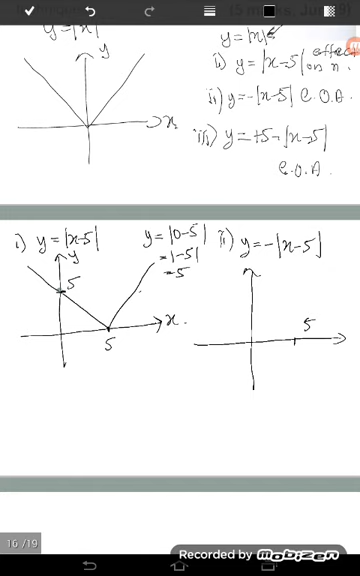 y=|x|
y
x
y=|x|
i) y=|x-5| effect on x.
ii) y=-|x-5| E.O.A.
iii) y=+5-|x-5|
E.O.A.
i) y=|x-5|
y
5
5
x
y=|0-5|
=|-5|
=5
ii) y=-|x-5|
5
16 /19
Recorded by Mobizen